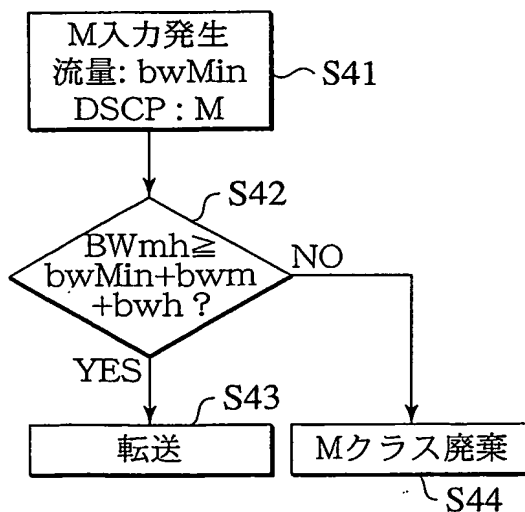 M入力発生
流量: bwMin
DSCP : M
S41
S42
BWmh≧
bwMin+bwm
+bwh ?
NO
YES
S43
転送
Mクラス廃棄
S44